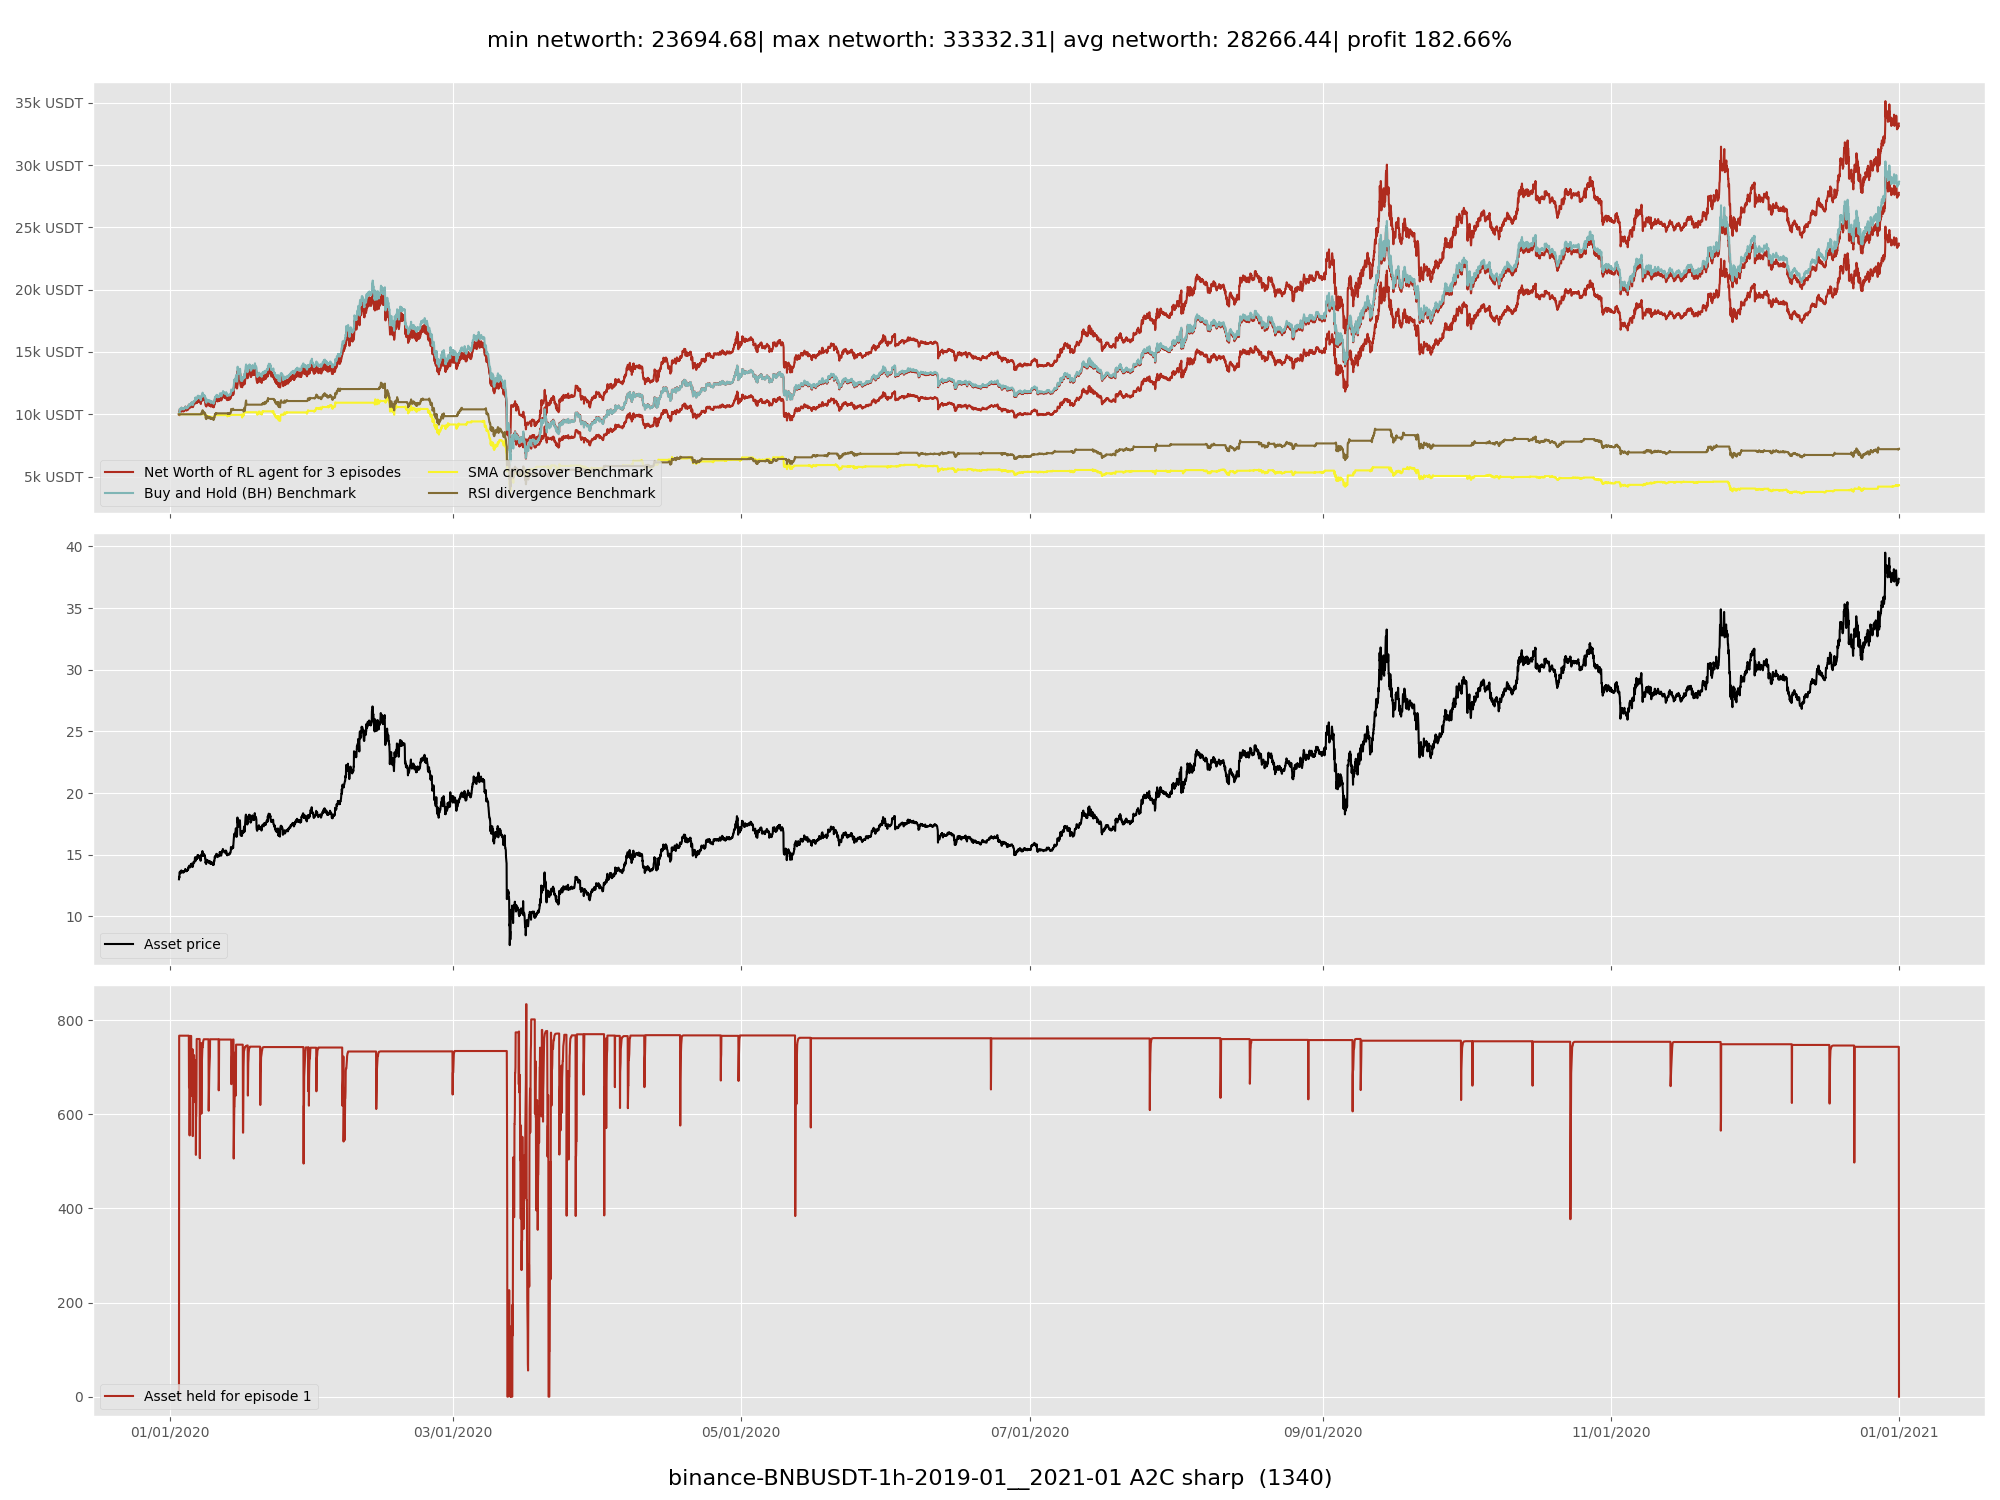 min networth: 23694.68| max networth: 33332.31| avg networth: 28266.44| profit 182.66%
35k USDT
30k USDT
25k USDT
20k USDT
15k USDT
10k USDT
5k USDT
Net Worth of RL agent for 3 episodes
Buy and Hold (BH) Benchmark
SMA crossover Benchmark
RSI divergence Benchmark
40
35
30
25
20
15
10
Asset price
800
600
400
200
0
Asset held for episode 1
01/01/2020 03/01/2020 05/01/2020 07/01/2020 09/01/2020 11/01/2020 01/01/2021
binance-BNBUSDT-1h-2019-01__2021-01 A2C sharp  (1340)